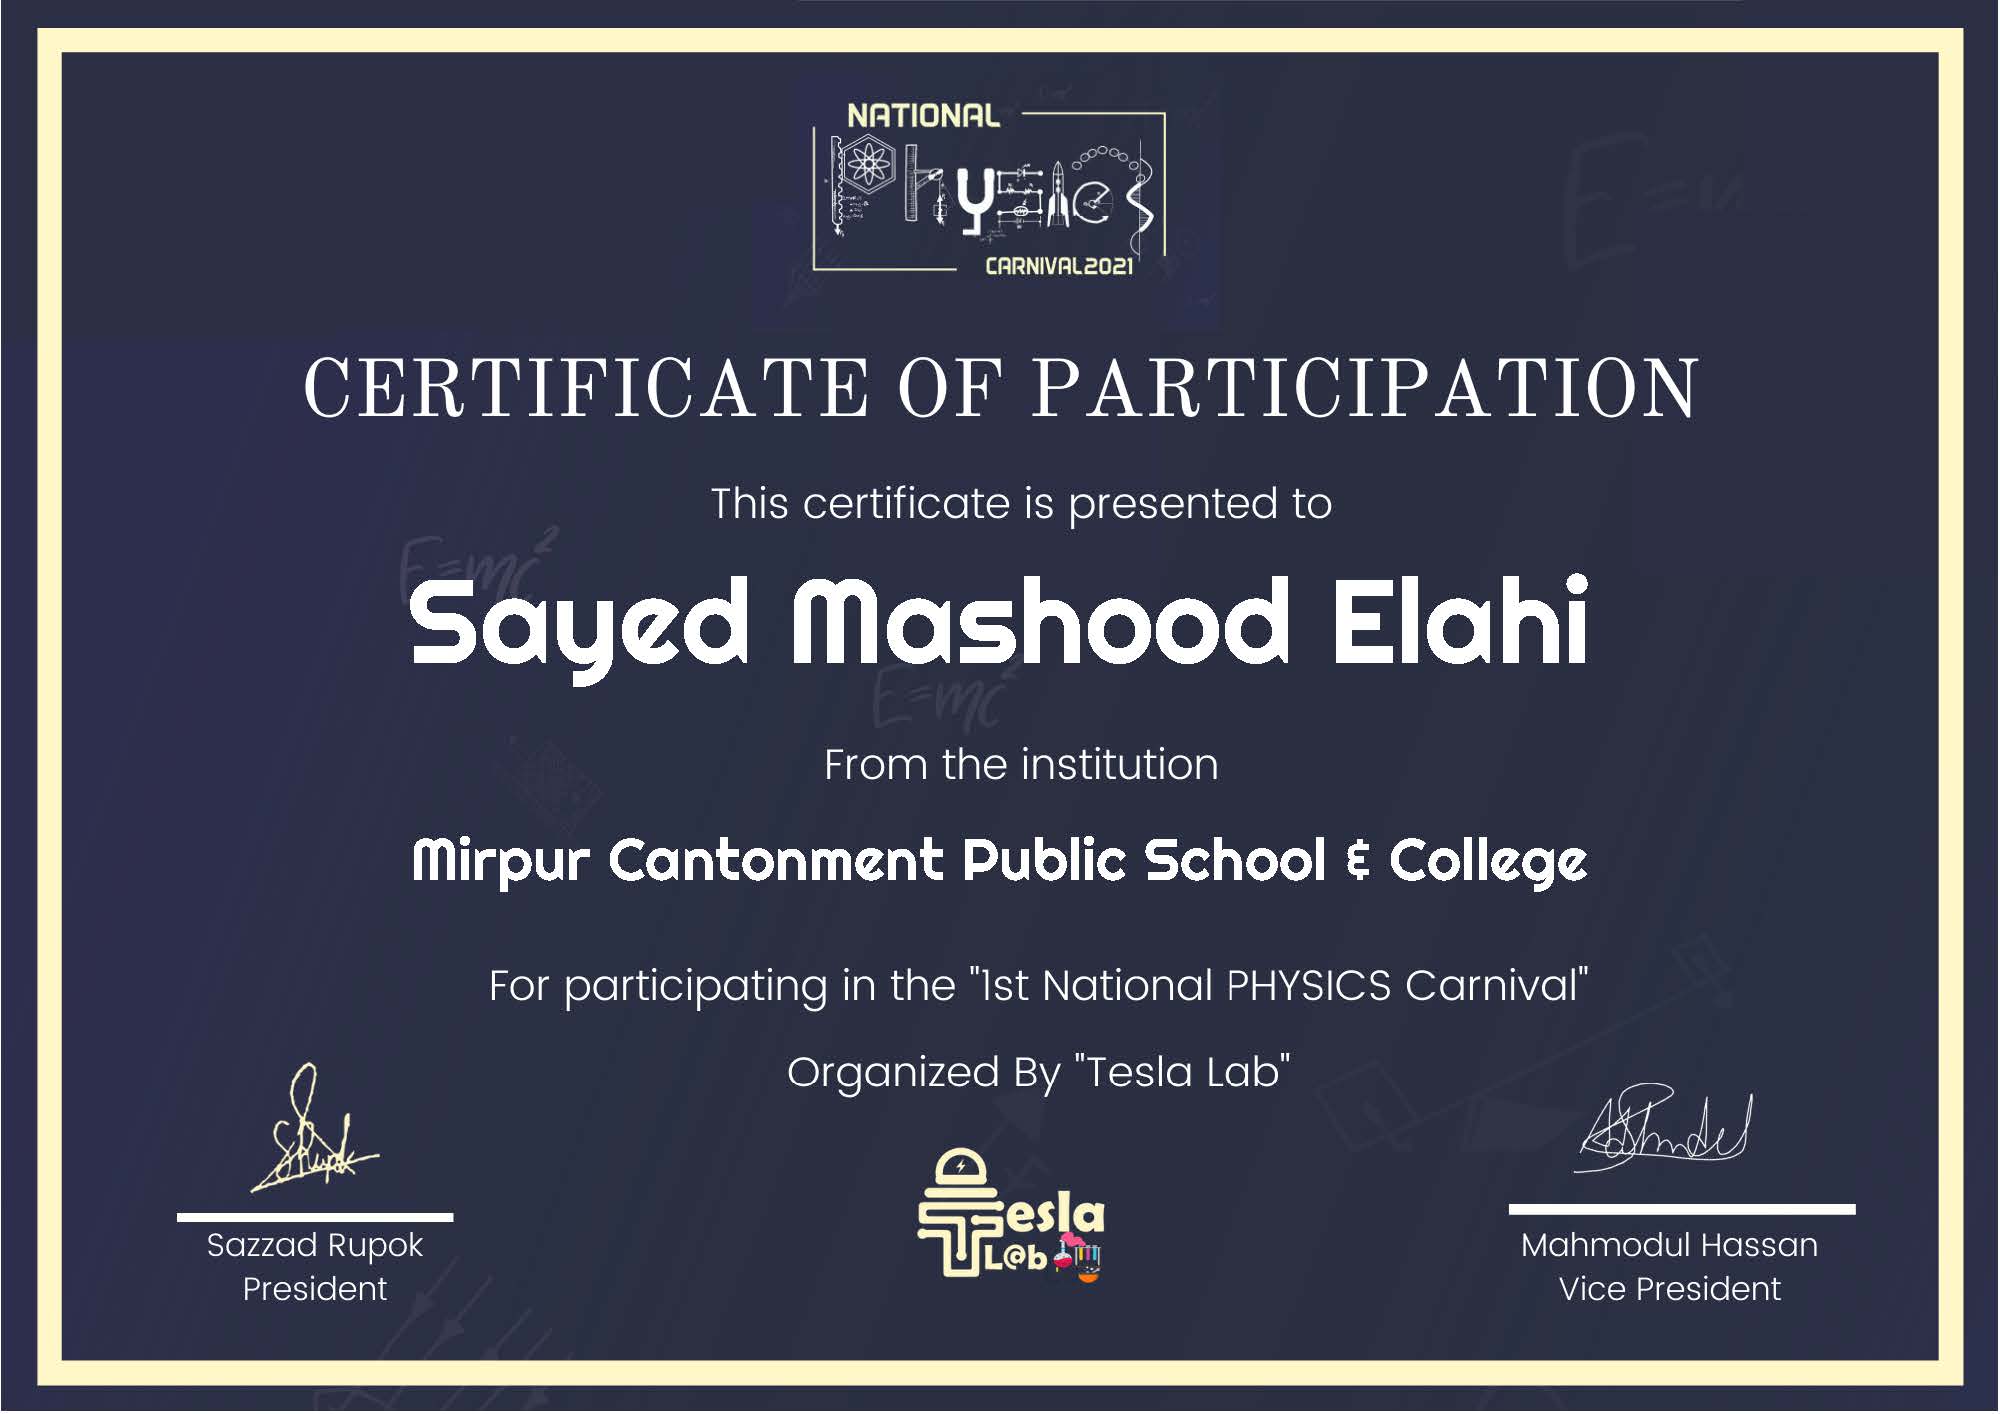 NATIONAL
Physics
CARNIVAL2021
CERTIFICATE OF PARTICIPATION
This certificate is presented to
E=mc²
Sayed Mashood Elahi
E=mc²
From the institution
Mirpur Cantonment Public School & College
For participating in the "1st National PHYSICS Carnival"
Organized By "Tesla Lab"
Tesla
L@b
Sazzad Rupok
President
Mahmodul Hassan
Vice President